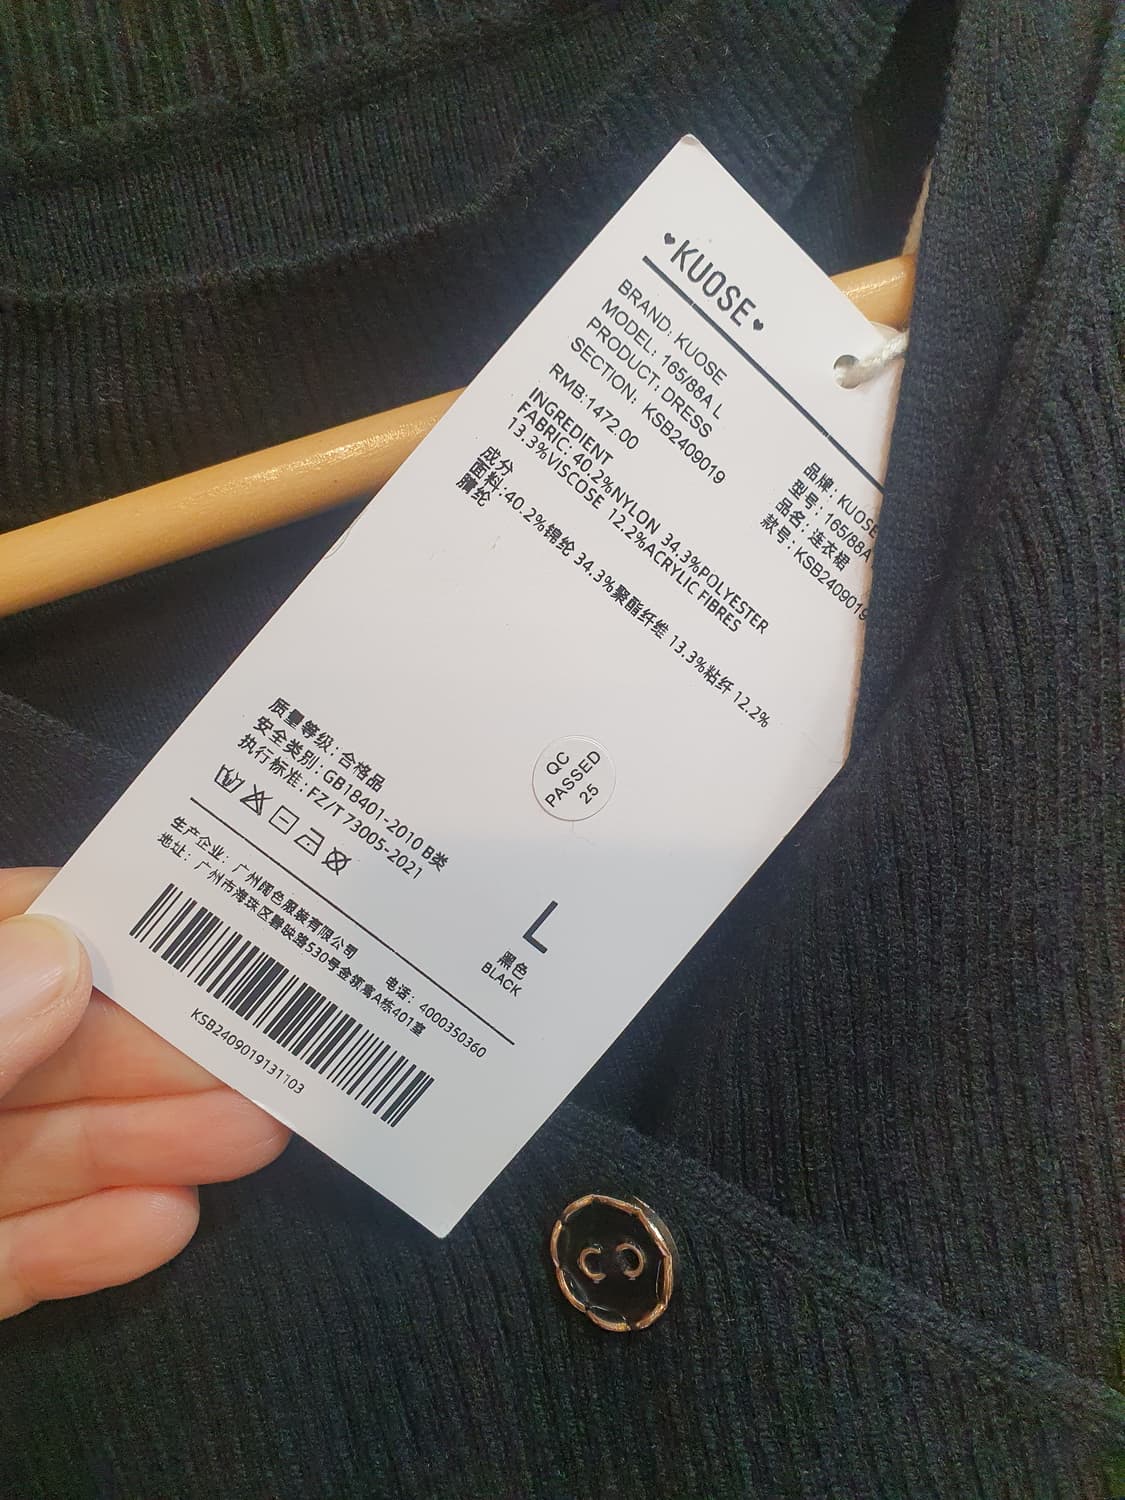 KUOSE
BRAND: KUOSE
MODEL: 165/88A L
PRODUCT: DRESS
SECTION: KSB2409019
品牌: KUOSE
型号: 165/88A
品名: 连衣裙
款号: KSB2409019
RMB:1472.00
INGREDIENT
FABRIC: 40.2%NYLON 34.3%POLYESTER
13.3%VISCOSE 12.2%ACRYLIC FIBRES
成分
面料:40.2%锦纶 34.3%聚酯纤维 13.3%粘纤 12.2%
腈纶
QC
PASSED
25
质量等级: 合格品
安全类别: GB18401-2010 B类
执行标准: FZ/T 73005-2021
L
黑色
BLACK
生产企业: 广州阔色服装有限公司 电话: 4000350360
地址: 广州市海珠区碧映路530号金领寓A栋401室
KSB2409019131103